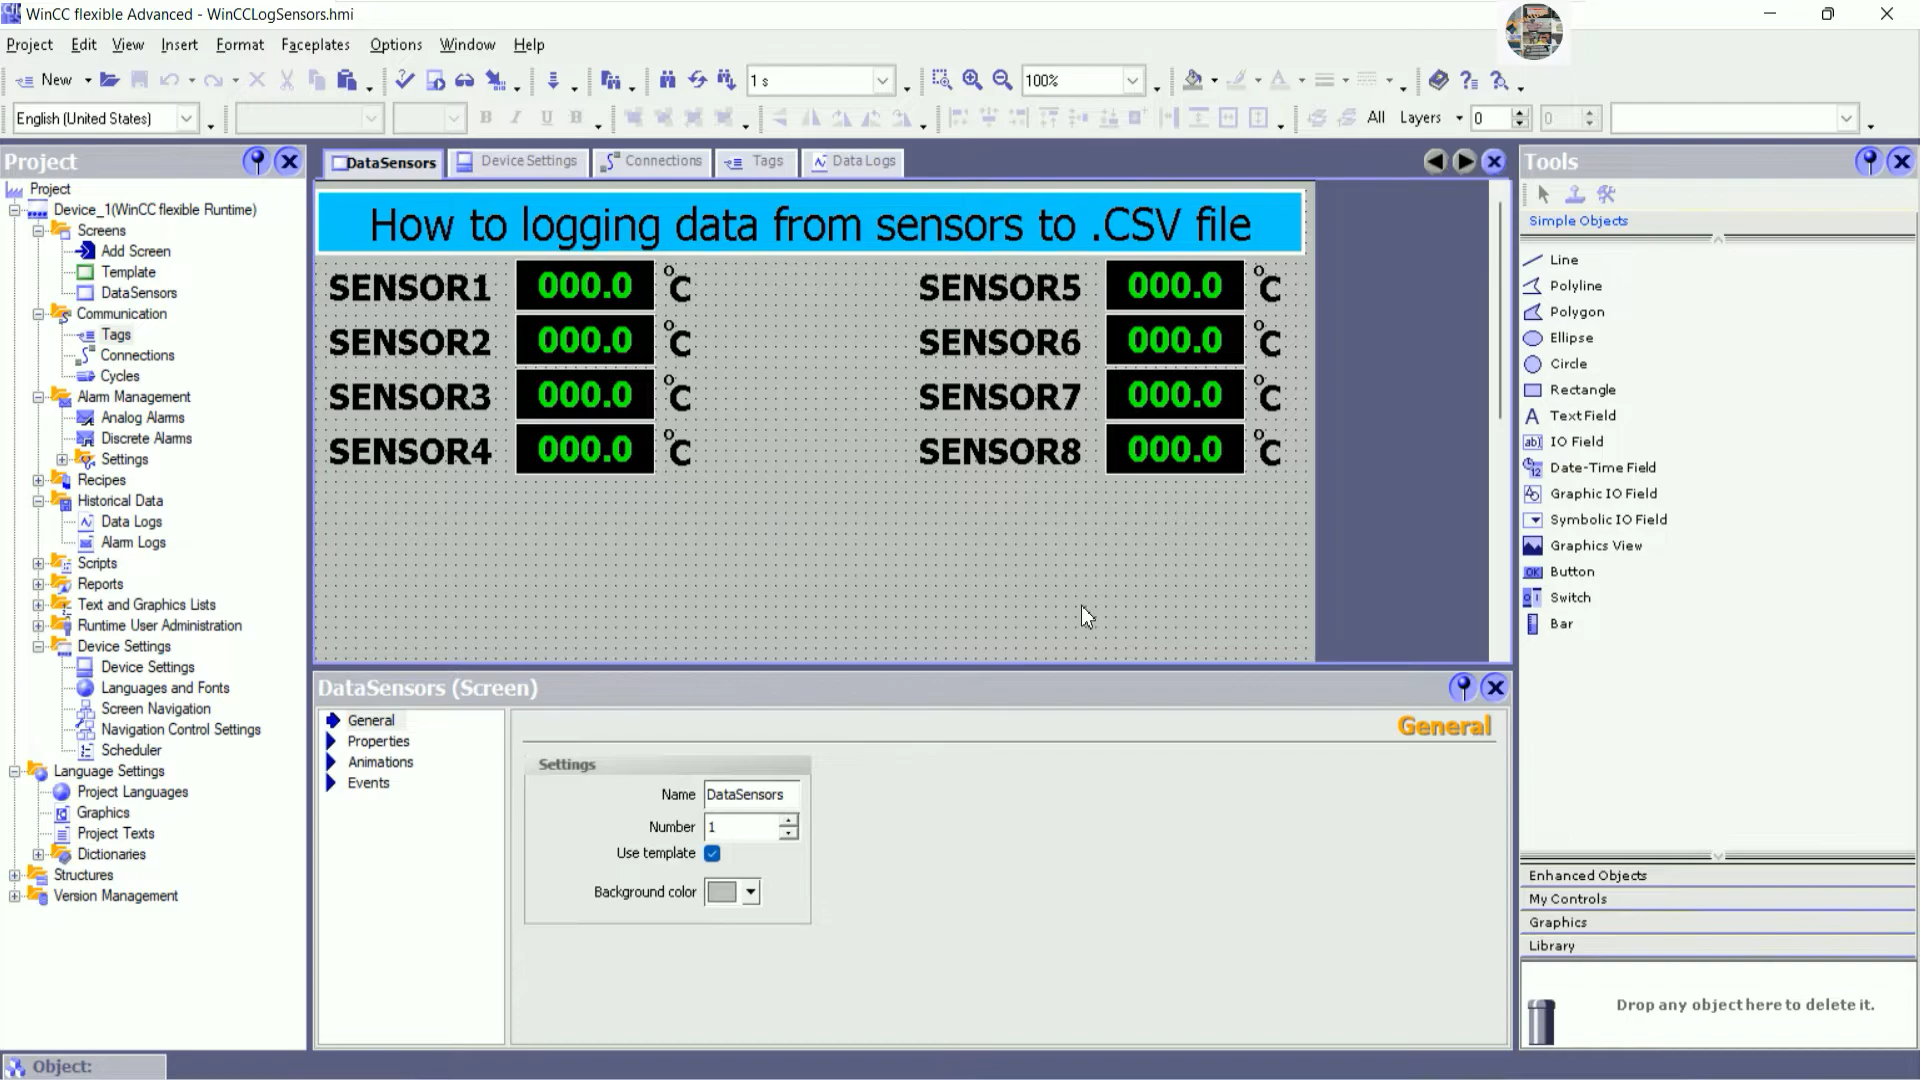 WinCC flexible Advanced - WinCCLogSensors.hmi
Project Edit View Insert Format Faceplates Options Window Help
New 1 s 100%
English (United States) B I U B All Layers 0 0
Project
Project
Device_1(WinCC flexible Runtime)
Screens
Add Screen
Template
DataSensors
Communication
Tags
Connections
Cycles
Alarm Management
Analog Alarms
Discrete Alarms
Settings
Recipes
Historical Data
Data Logs
Alarm Logs
Scripts
Reports
Text and Graphics Lists
Runtime User Administration
Device Settings
Device Settings
Languages and Fonts
Screen Navigation
Navigation Control Settings
Scheduler
Language Settings
Project Languages
Graphics
Project Texts
Dictionaries
Structures
Version Management
Object:
DataSensors Device Settings Connections Tags Data Logs
How to logging data from sensors to .CSV file
SENSOR1 000.0 °C SENSOR5 000.0 °C
SENSOR2 000.0 °C SENSOR6 000.0 °C
SENSOR3 000.0 °C SENSOR7 000.0 °C
SENSOR4 000.0 °C SENSOR8 000.0 °C
DataSensors (Screen)
General
Properties
Animations
Events
General
Settings
Name DataSensors
Number 1
Use template
Background color
Tools
Simple Objects
Line
Polyline
Polygon
Ellipse
Circle
Rectangle
A TextField
ab| IO Field
12 Date-Time Field
Graphic IO Field
Symbolic IO Field
Graphics View
OK Button
Switch
Bar
Enhanced Objects
My Controls
Graphics
Library
Drop any object here to delete it.